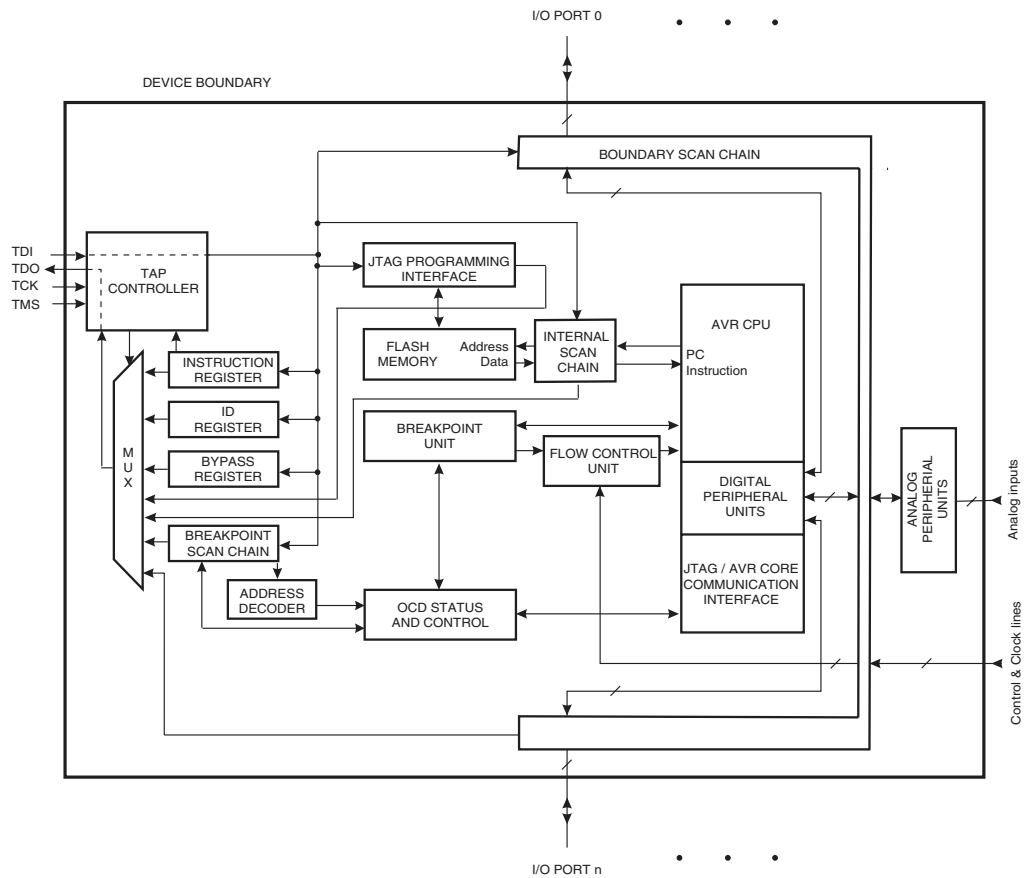 I/O PORT 0
DEVICE BOUNDARY
BOUNDARY SCAN CHAIN
TDI
TDO
TCK
TMS
TAP
CONTROLLER
JTAG PROGRAMMING
INTERFACE
AVR CPU
FLASH
MEMORY
Address
Data
INTERNAL
SCAN
CHAIN
PC
Instruction
INSTRUCTION
REGISTER
ID
REGISTER
BREAKPOINT
UNIT
FLOW CONTROL
UNIT
MUX
BYPASS
REGISTER
DIGITAL
PERIPHERAL
UNITS
ANALOG
PERIPHERIAL
UNITS
Analog inputs
BREAKPOINT
SCAN CHAIN
JTAG / AVR CORE
COMMUNICATION
INTERFACE
ADDRESS
DECODER
OCD STATUS
AND CONTROL
Control & Clock lines
I/O PORT n